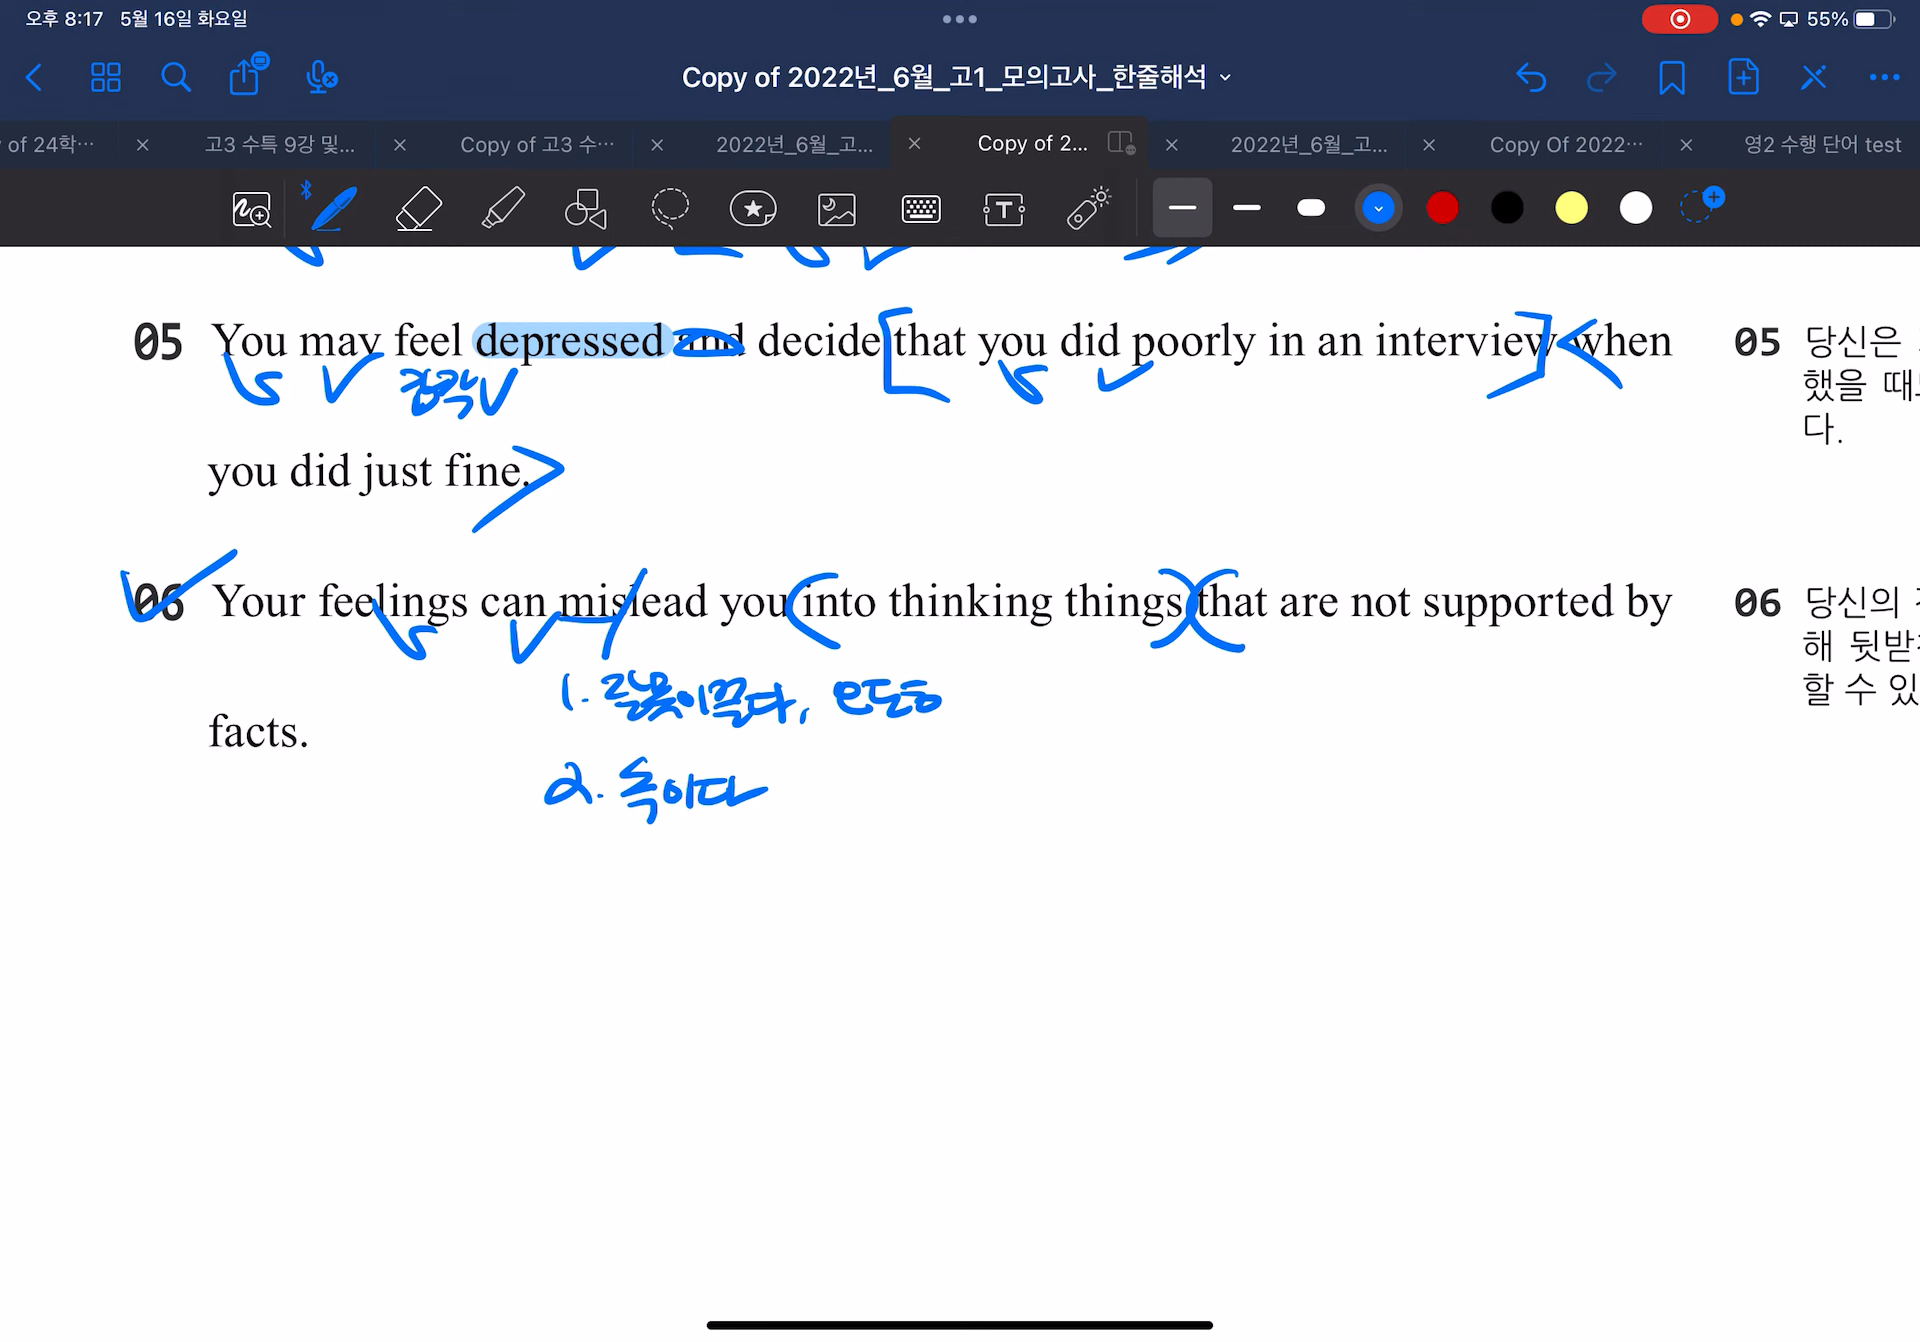 오후 8:17 5월 16일 화요일
55%
Copy of 2022년_6월_고1_모의고사_한줄해석
of 24학···
고3 수특 9강 및...
Copy of 고3 수···
2022년_6월_고...
Copy of 2...
2022년_6월_고...
Copy Of 2022···
영2 수행 단어 test
05 You may feel depressed and decide that you did poorly in an interview when
you did just fine.
05 당신은
했을 때
다.
S V 감각V S V
06 Your feelings can mislead you into thinking things that are not supported by
facts.
06 당신의
해 뒷받
할 수 있
S V
1. 잘못이끌다, 오도하
2. 속이다